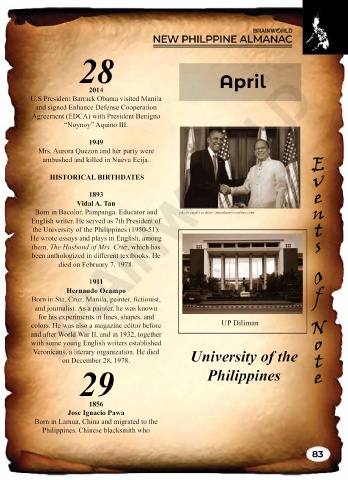 BRAINWORLD
NEW PHILPPINE ALMANAC
28
2014
U.S President Barrack Obama visited Manila
and signed Enhance Defense Cooperation
Agreement (EDCA) with President Benigno
"Noynoy" Aquino III.
1949
Mrs. Aurora Quezon and her party were
ambushed and killed in Nueva Ecija.
HISTORICAL BIRTHDATES
1893
Vidal A. Tan
Born in Bacolor, Pampanga. Educator and
English writer. He served as 7th President of
the University of the Philippines (1950-51).
He wrote essays and plays in English, among
them, The Husband of Mrs. Cruz, which has
been anthologized in different textbooks. He
died on February 7, 1978.
1911
Hernando Ocampo
Born in Sta. Cruz, Manila, painter, fictionist,
and journalist. As a painter, he was known
for his experiments in lines, shapes, and
colors. He was also a magazine editor before
and after World War II, and in 1932, together
with some young English writers established
Veronicans, a literary organization. He died
on December 28, 1978.
29
1856
Jose Ignacio Pawa
Born in Lamua, China and migrated to the
Philippines. Chinese blacksmith who
April
UP Diliman
University of the
Philippines
Events of Note
83